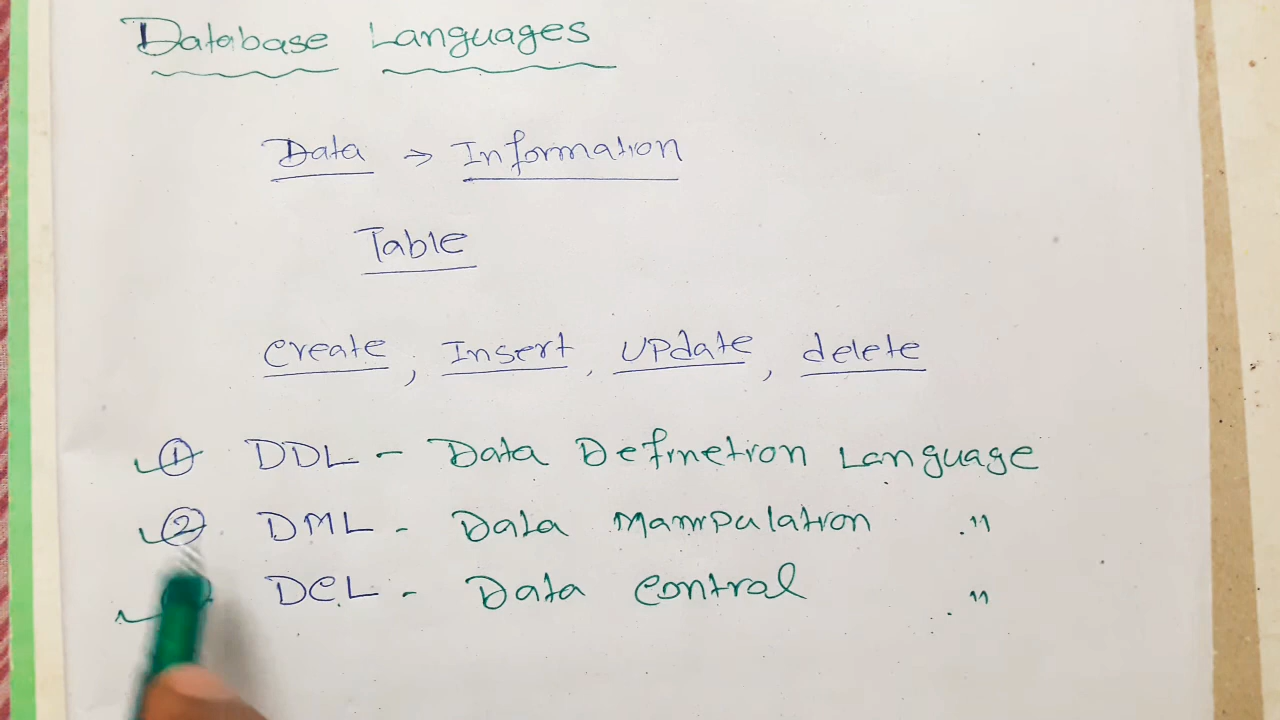 Database Languages
Data → Information
Table
Create, Insert, Update, delete
① DDL - Data Definetion Language
② DML - Data Manipulation "
DCL - Data Control "